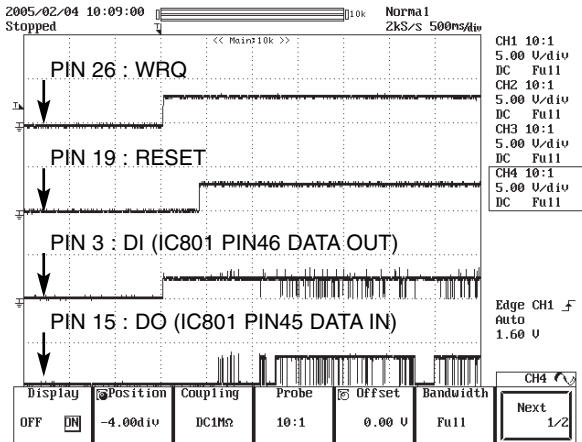 2005/02/04 10:09:00
Stopped
10k
Normal
2kS/s 500ms/div
<< Main:10k >>
CH1 10:1
5.00 V/div
DC Full
CH2 10:1
5.00 V/div
DC Full
CH3 10:1
5.00 V/div
DC Full
CH4 10:1
5.00 V/div
DC Full
PIN 26 : WRQ
PIN 19 : RESET
PIN 3 : DI (IC801 PIN46 DATA OUT)
PIN 15 : DO (IC801 PIN45 DATA IN)
Edge CH1
Auto
1.60 V
CH4
Display
OFF ON
Position
-4.00div
Coupling
DC1MΩ
Probe
10:1
Offset
0.00 V
Bandwidth
Full
Next
1/2